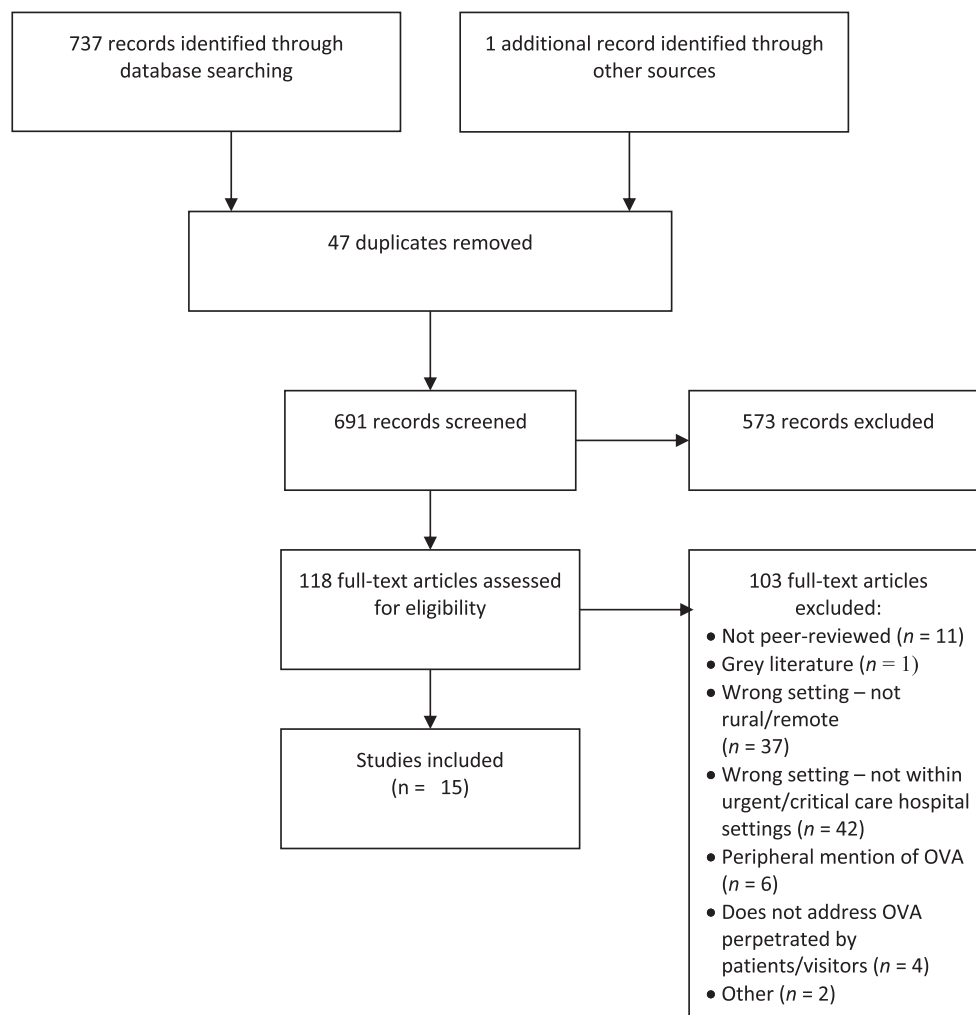 737 records identified through
database searching
1 additional record identified through
other sources
47 duplicates removed
691 records screened
573 records excluded
118 full-text articles assessed
for eligibility
103 full-text articles
excluded:
• Not peer-reviewed (n = 11)
• Grey literature (n = 1)
• Wrong setting – not
rural/remote
(n = 37)
• Wrong setting – not within
urgent/critical care hospital
settings (n = 42)
• Peripheral mention of OVA
(n = 6)
• Does not address OVA
perpetrated by
patients/visitors (n = 4)
• Other (n = 2)
Studies included
(n = 15)